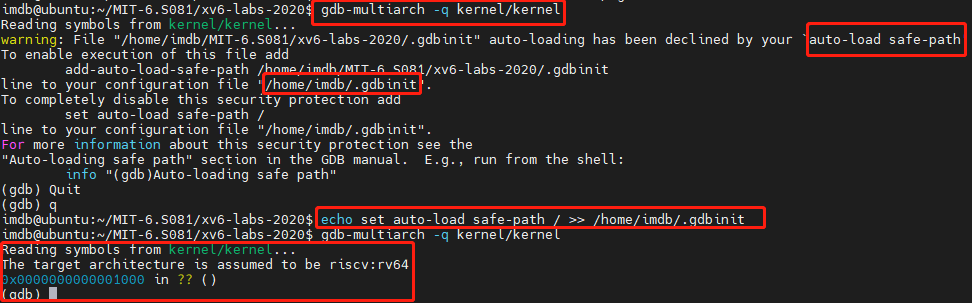 imdb@ubuntu:~/MIT-6.S081/xv6-labs-2020$ gdb-multiarch -q kernel/kernel
Reading symbols from kernel/kernel...
warning: File "/home/imdb/MIT-6.S081/xv6-labs-2020/.gdbinit" auto-loading has been declined by your `auto-load safe-path
To enable execution of this file add
        add-auto-load-safe-path /home/imdb/MIT-6.S081/xv6-labs-2020/.gdbinit
line to your configuration file "/home/imdb/.gdbinit".
To completely disable this security protection add
        set auto-load safe-path /
line to your configuration file "/home/imdb/.gdbinit".
For more information about this security protection see the
"Auto-loading safe path" section in the GDB manual.  E.g., run from the shell:
        info "(gdb)Auto-loading safe path"
(gdb) Quit
(gdb) q
imdb@ubuntu:~/MIT-6.S081/xv6-labs-2020$ echo set auto-load safe-path / >> /home/imdb/.gdbinit
imdb@ubuntu:~/MIT-6.S081/xv6-labs-2020$ gdb-multiarch -q kernel/kernel
Reading symbols from kernel/kernel...
The target architecture is assumed to be riscv:rv64
0x0000000000001000 in ?? ()
(gdb)